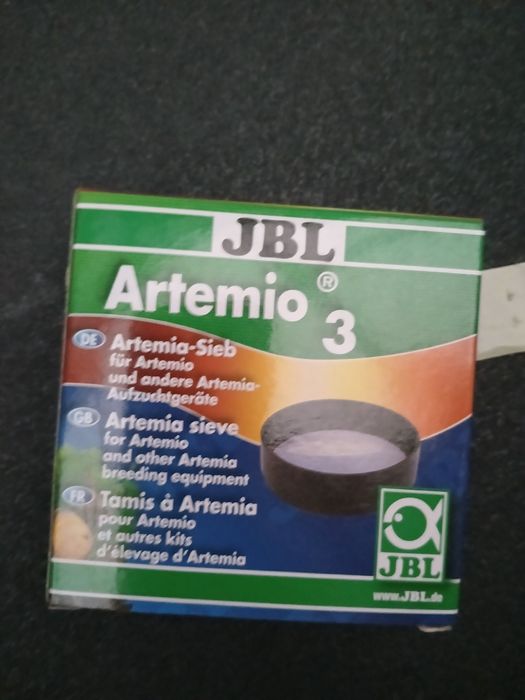 JBL
Artemio®
3
DE Artemia-Sieb
für Artemio
und andere Artemia-
Aufzuchtgeräte
GB Artemia sieve
for Artemio
and other Artemia
breeding equipment
FR Tamis à Artemia
pour Artemio
et autres kits
d'élevage d'Artemia
JBL
www.JBL.de